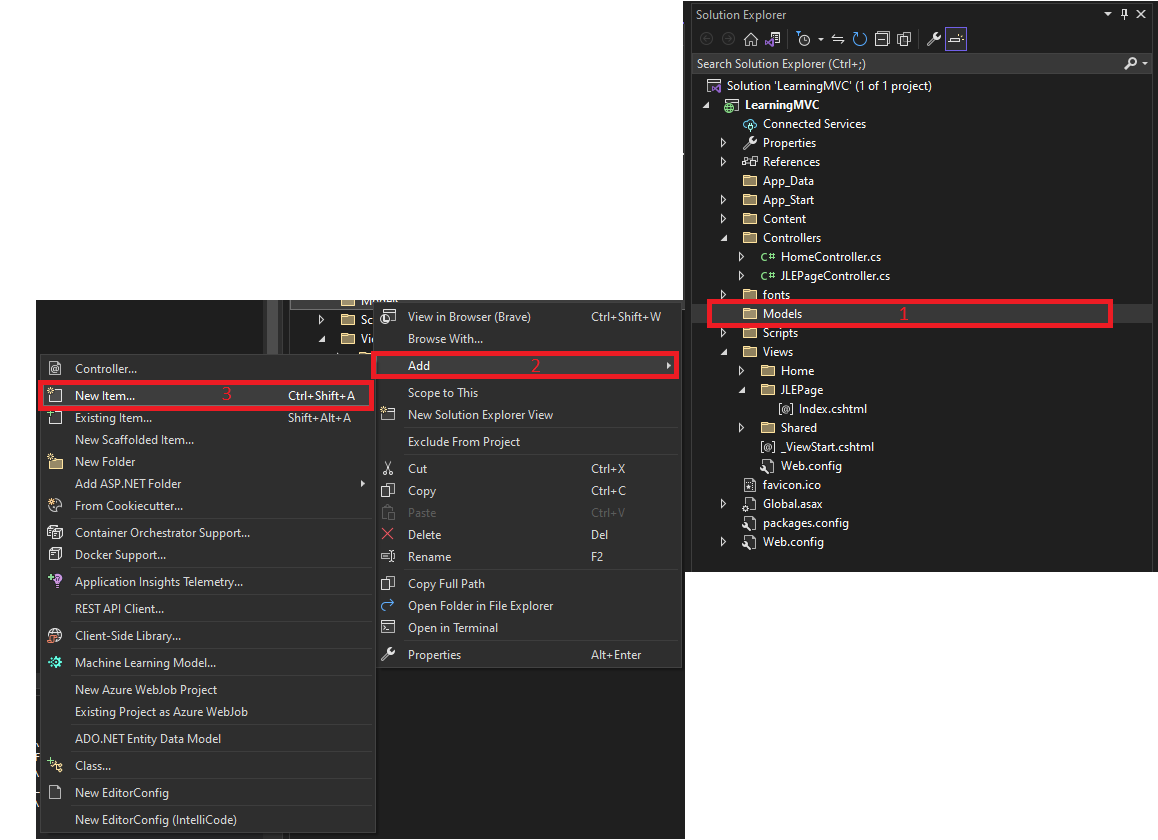 Solution Explorer
Search Solution Explorer (Ctrl+;)
Solution 'LearningMVC' (1 of 1 project)
LearningMVC
Connected Services
Properties
References
App_Data
App_Start
Content
Controllers
C# HomeController.cs
C# JLEPageController.cs
fonts
Models 1
Scripts
Views
Home
JLEPage
[@] Index.cshtml
Shared
[@] _ViewStart.cshtml
Web.config
favicon.ico
Global.asax
packages.config
Web.config
Models
View in Browser (Brave) Ctrl+Shift+W
Browse With...
Add 2
Scope to This
New Solution Explorer View
Exclude From Project
Cut Ctrl+X
Copy Ctrl+C
Paste Ctrl+V
Delete Del
Rename F2
Copy Full Path
Open Folder in File Explorer
Open in Terminal
Properties Alt+Enter
Controller...
New Item... 3 Ctrl+Shift+A
Existing Item... Shift+Alt+A
New Scaffolded Item...
New Folder
Add ASP.NET Folder
From Cookiecutter...
Container Orchestrator Support...
Docker Support...
Application Insights Telemetry...
REST API Client...
Client-Side Library...
Machine Learning Model...
New Azure WebJob Project
Existing Project as Azure WebJob
ADO.NET Entity Data Model
Class...
New EditorConfig
New EditorConfig (IntelliCode)